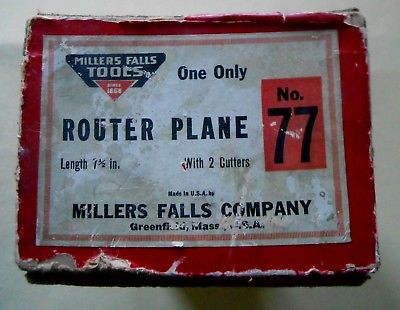 MILLERS FALLS
TOOLS
SINCE
1868
One Only
No.
77
ROUTER PLANE
Length 7½ in. With 2 Cutters
Made in U.S.A. by
MILLERS FALLS COMPANY
Greenfield, Mass., U.S.A.